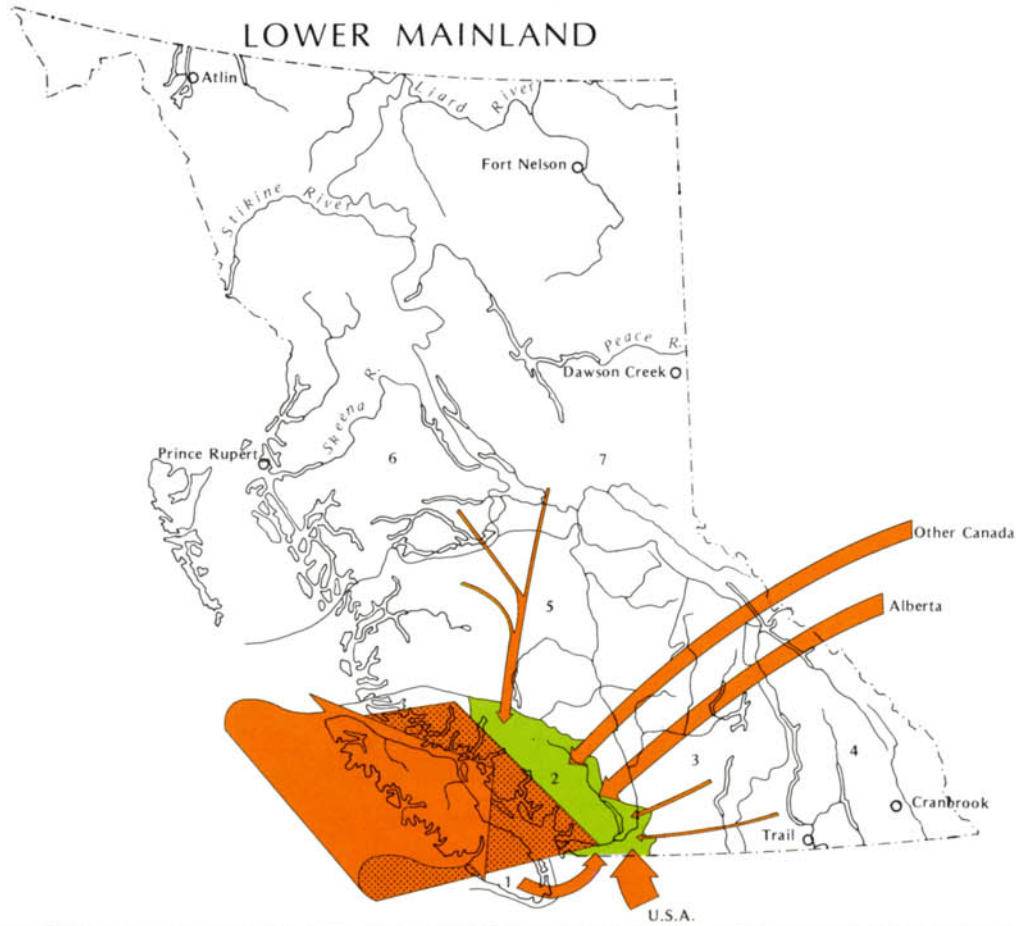 LOWER MAINLAND
Atlin
Liard River
Fort Nelson
Stikine River
Peace R.
Dawson Creek
Skeena R.
Prince Rupert
6
7
Other Canada
5
Alberta
2
3
4
Cranbrook
Trail
1
U.S.A.